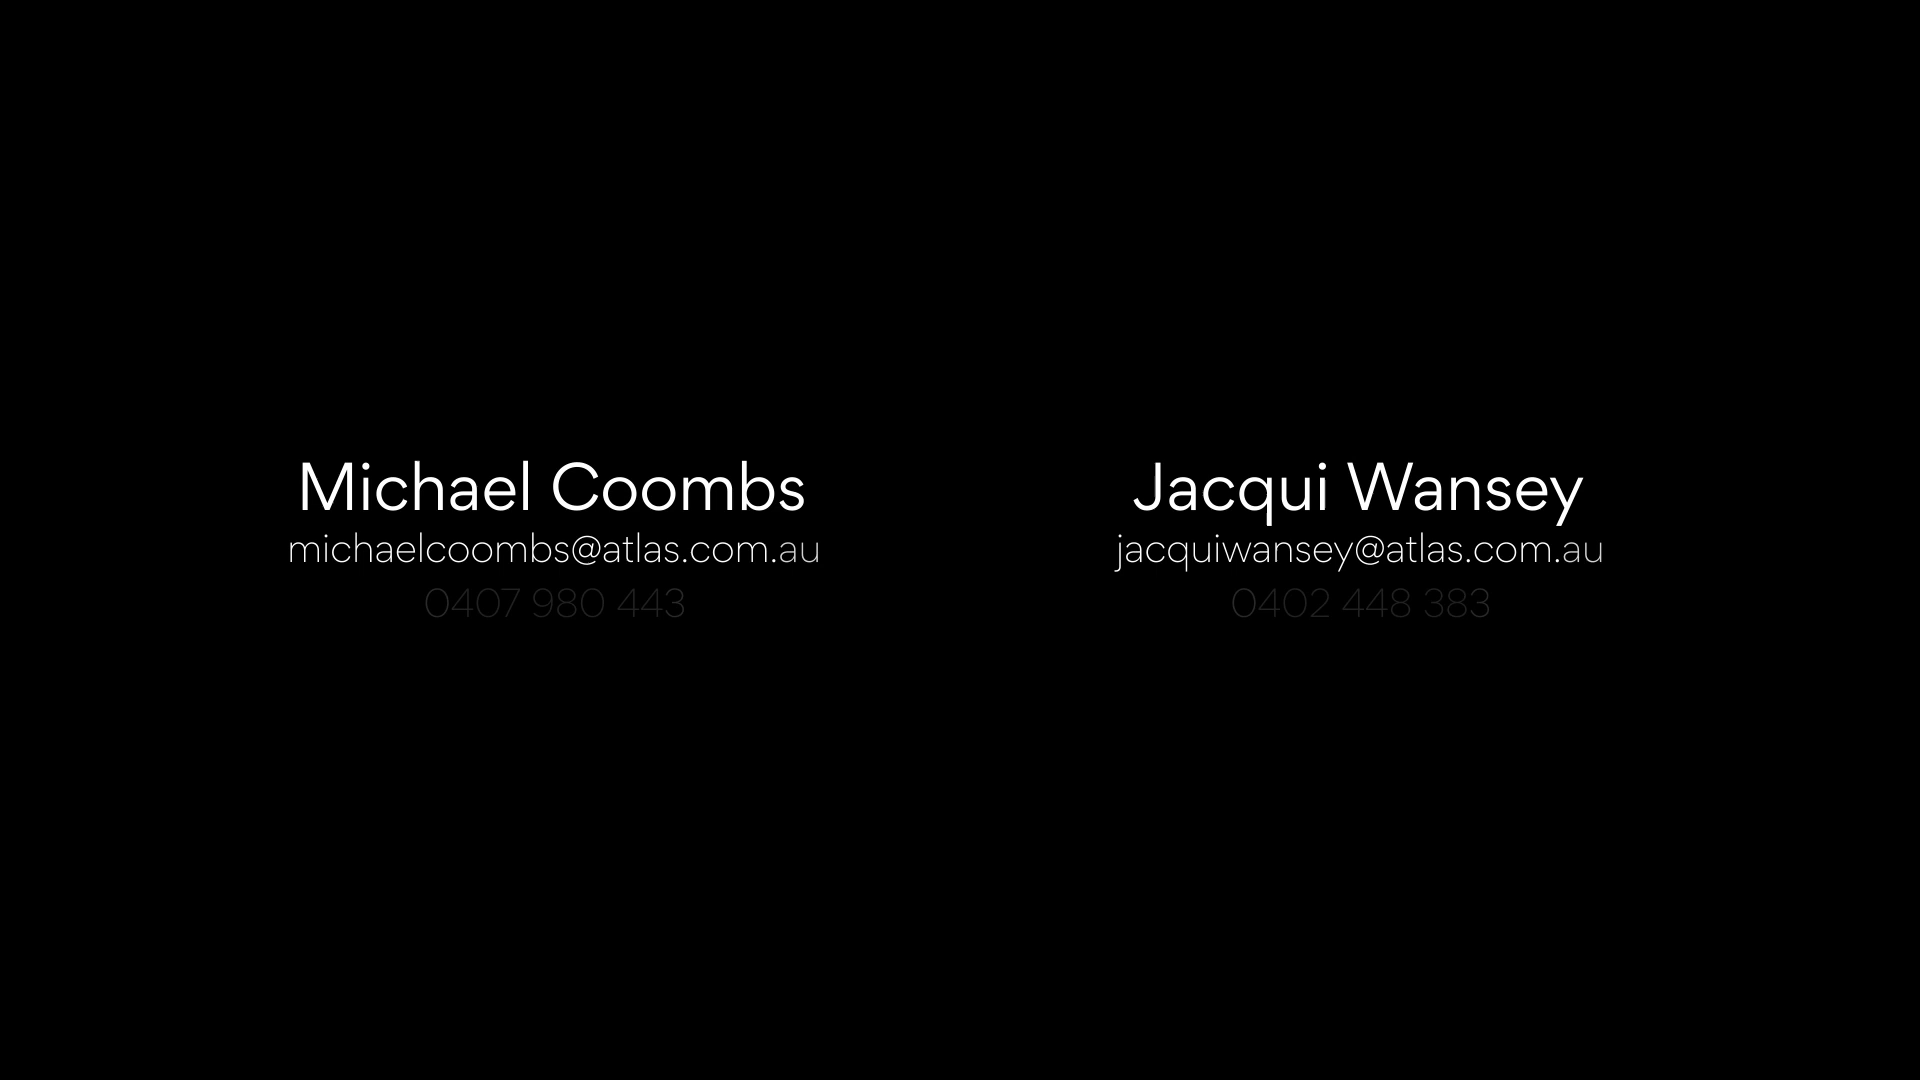 Michael Coombs
michaelcoombs@atlas.com.au
0407 980 443
Jacqui Wansey
jacquiwansey@atlas.com.au
0402 448 383